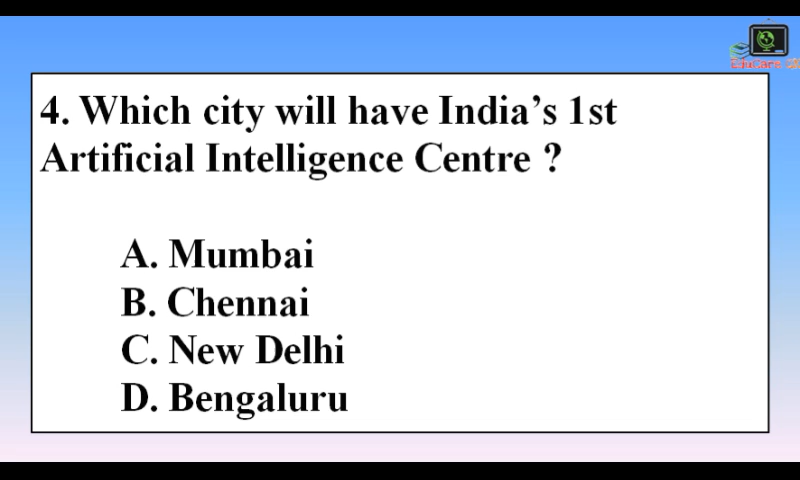 4. Which city will have India’s 1st
Artificial Intelligence Centre ?
A. Mumbai
B. Chennai
C. New Delhi
D. Bengaluru